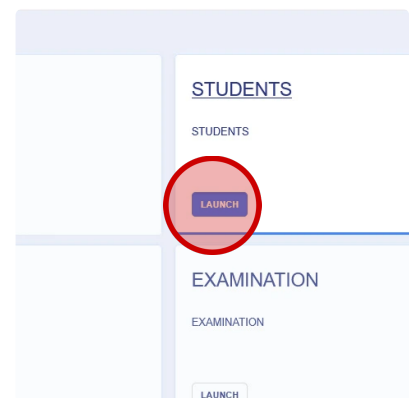 STUDENTS
STUDENTS
LAUNCH
EXAMINATION
EXAMINATION
LAUNCH